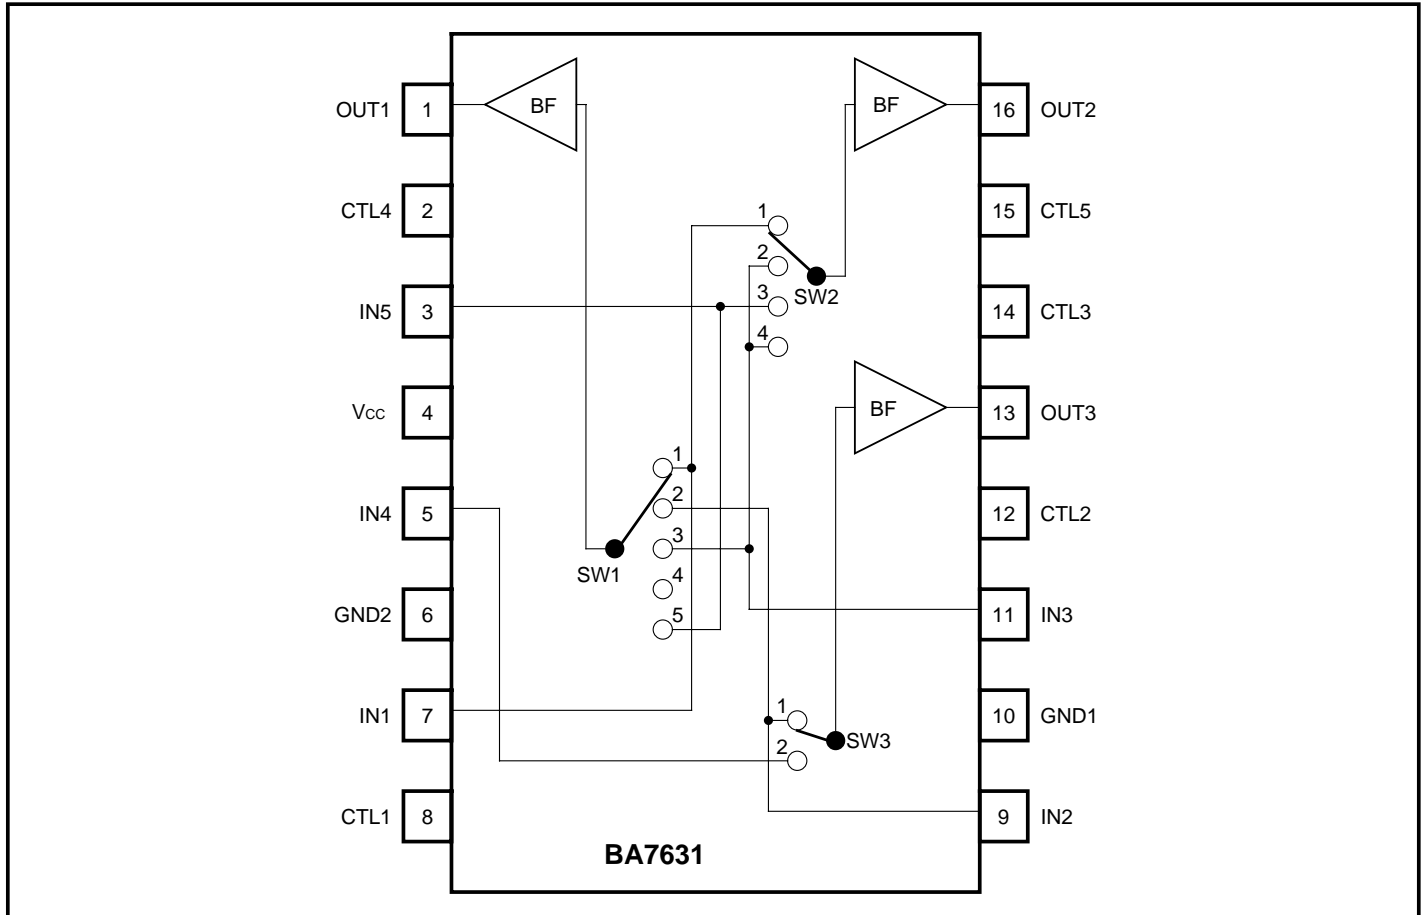 OUT1 1 BF BF 16 OUT2
CTL4 2 1 15 CTL5
2
IN5 3 3 SW2 14 CTL3
4
VCC 4 BF 13 OUT3
1
IN4 5 2 12 CTL2
3
SW1 4
GND2 6 5 11 IN3
IN1 7 1 10 GND1
2 SW3
CTL1 8 9 IN2
BA7631